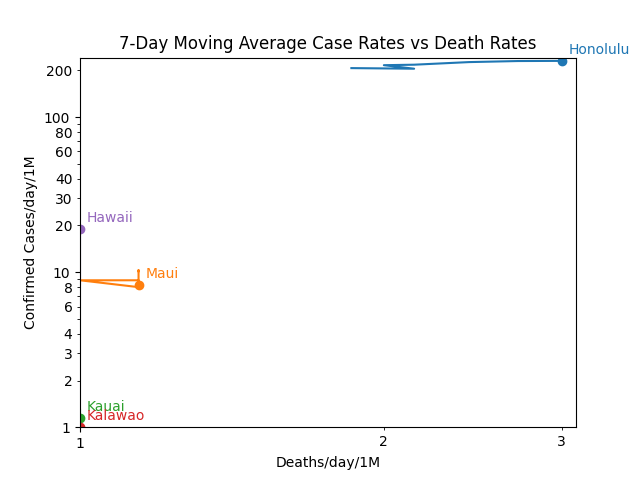 7-Day Moving Average Case Rates vs Death Rates
Honolulu
200
100
80
60
40
30
20
10
8
6
4
3
2
1
Confirmed Cases/day/1M
Hawaii
Maui
Kauai
Kalawao
1
2
3
Deaths/day/1M